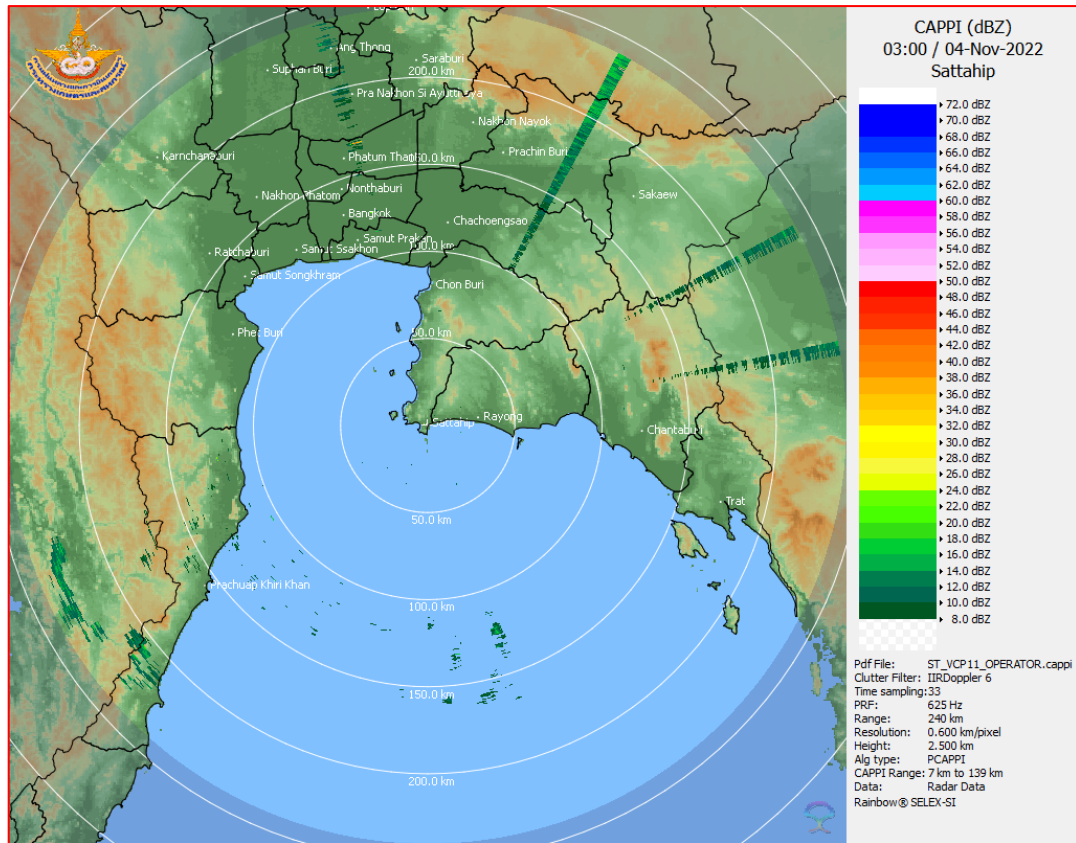 CAPPI (dBZ)
03:00 / 04-Nov-2022
Sattahip
72.0 dBZ
70.0 dBZ
68.0 dBZ
66.0 dBZ
64.0 dBZ
62.0 dBZ
60.0 dBZ
58.0 dBZ
56.0 dBZ
54.0 dBZ
52.0 dBZ
50.0 dBZ
48.0 dBZ
46.0 dBZ
44.0 dBZ
42.0 dBZ
40.0 dBZ
38.0 dBZ
36.0 dBZ
34.0 dBZ
32.0 dBZ
30.0 dBZ
28.0 dBZ
26.0 dBZ
24.0 dBZ
22.0 dBZ
20.0 dBZ
18.0 dBZ
16.0 dBZ
14.0 dBZ
12.0 dBZ
10.0 dBZ
8.0 dBZ
Pdf File: ST_VCP11_OPERATOR.cappi
Clutter Filter: IIRDoppler 6
Time sampling:33
PRF: 625 Hz
Range: 240 km
Resolution: 0.600 km/pixel
Height: 2.500 km
Alg type: PCAPPI
CAPPI Range: 7 km to 139 km
Data: Radar Data
Rainbow® SELEX-SI
Ang Thong
Saraburi
Suphan Buri
200.0 km
Pra Nakhon Si Ayutthya
Nakhon Nayok
Prachin Buri
Karnchanaburi
Phatum Thani
150.0 km
Nonthaburi
Nakhon Phatom
Sakaew
Bangkok
Chachoengsao
Samut Prakan
Samut Ssakhon
Ratchaburi
100.0 km
Samut Songkhram
Chon Buri
Phet Buri
50.0 km
Rayong
Sattahip
Chantaburi
Trat
50.0 km
Prachuap Khiri Khan
100.0 km
150.0 km
200.0 km